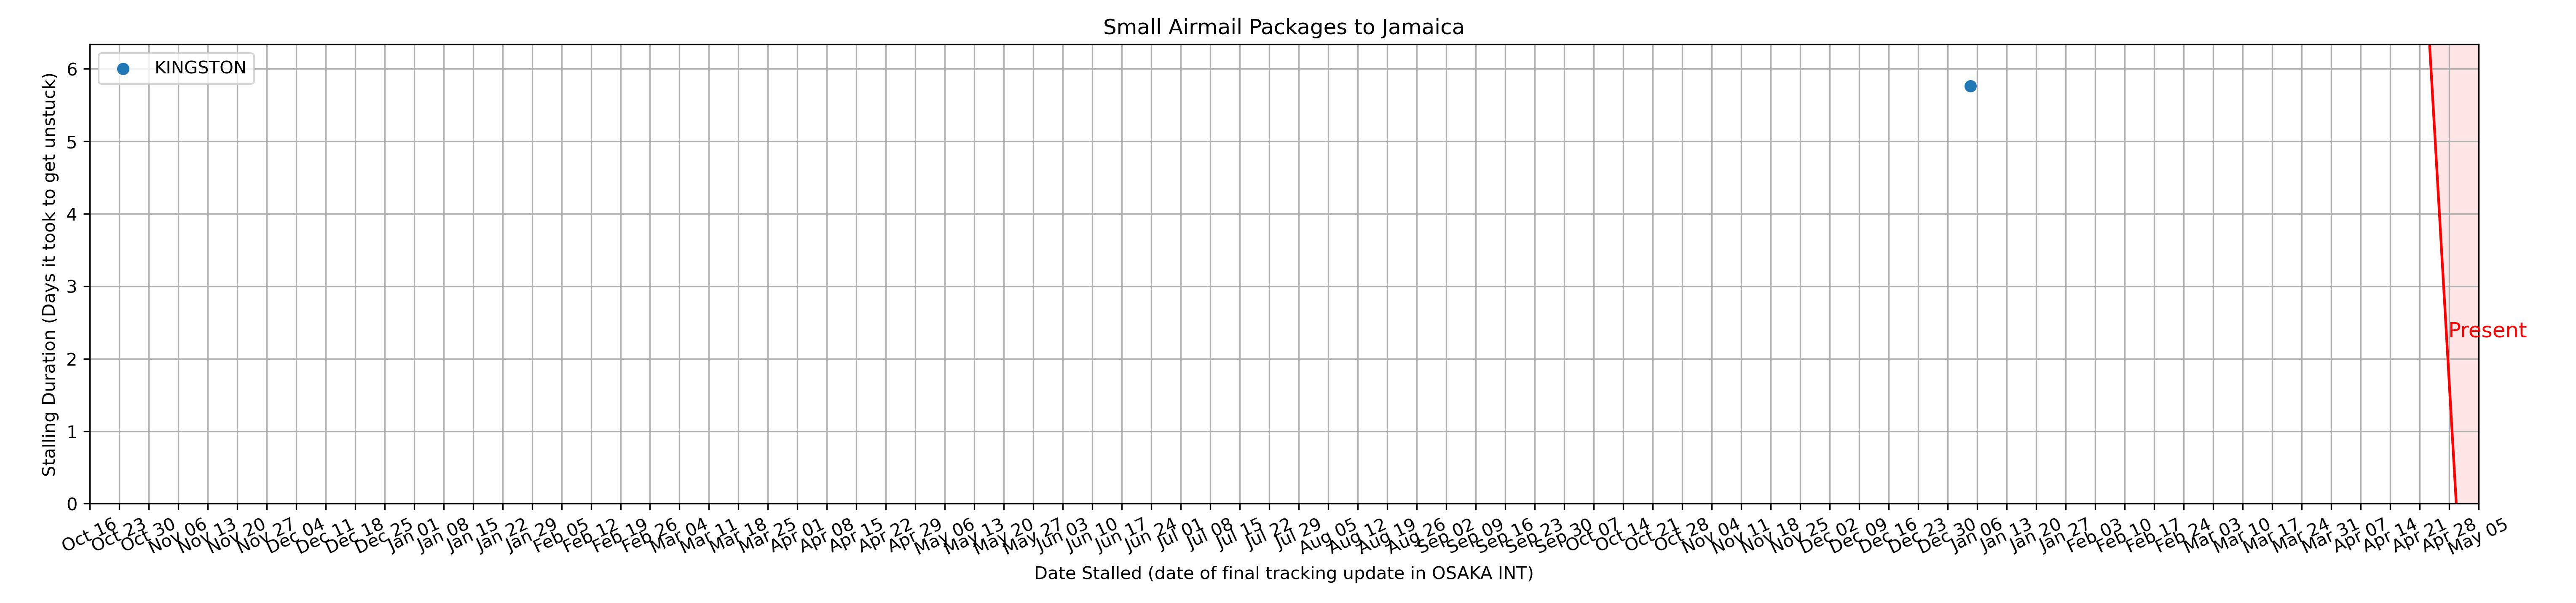 Small Airmail Packages to Jamaica
KINGSTON
Stalling Duration (Days it took to get unstuck)
6
5
4
3
2
1
0
Present
Oct 16 Oct 23 Oct 30 Nov 06 Nov 13 Nov 20 Nov 27 Dec 04 Dec 11 Dec 18 Dec 25 Jan 01 Jan 08 Jan 15 Jan 22 Jan 29 Feb 05 Feb 12 Feb 19 Feb 26 Mar 04 Mar 11 Mar 18 Mar 25 Apr 01 Apr 08 Apr 15 Apr 22 Apr 29 May 06 May 13 May 20 May 27 Jun 03 Jun 10 Jun 17 Jun 24 Jul 01 Jul 08 Jul 15 Jul 22 Jul 29 Aug 05 Aug 12 Aug 19 Aug 26 Sep 02 Sep 09 Sep 16 Sep 23 Sep 30 Oct 07 Oct 14 Oct 21 Oct 28 Nov 04 Nov 11 Nov 18 Nov 25 Dec 02 Dec 09 Dec 16 Dec 23 Dec 30 Jan 06 Jan 13 Jan 20 Jan 27 Feb 03 Feb 10 Feb 17 Feb 24 Mar 03 Mar 10 Mar 17 Mar 24 Mar 31 Apr 07 Apr 14 Apr 21 Apr 28 May 05
Date Stalled (date of final tracking update in OSAKA INT)